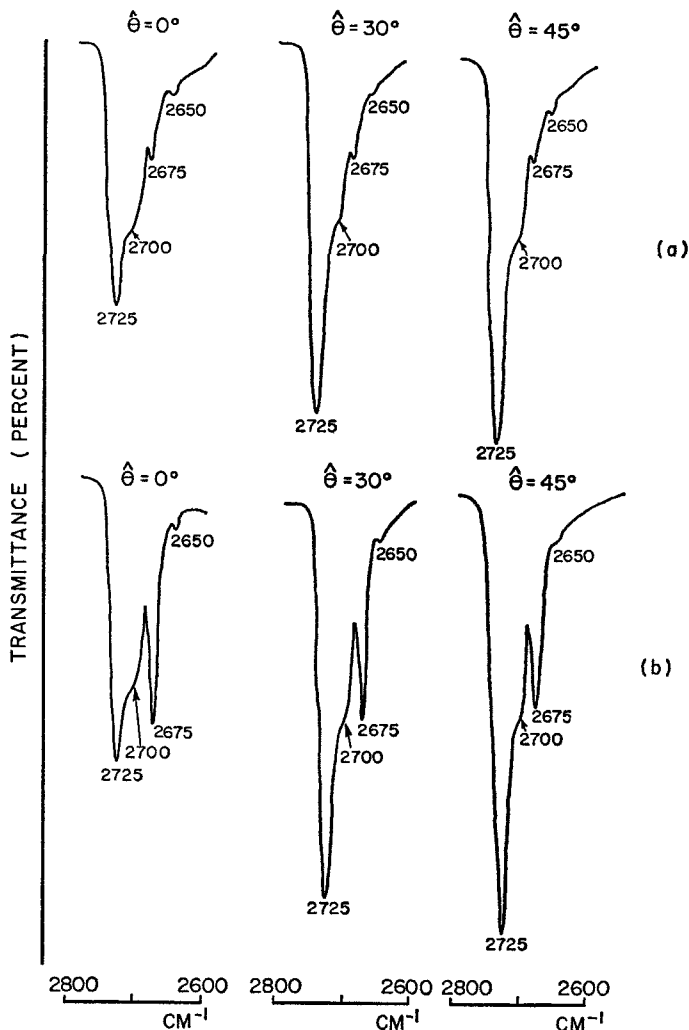 θ̂ = 0° θ̂ = 30° θ̂ = 45°
2650 2650 2650
2675 2675 2675
2700 2700 2700
(a)
2725 2725 2725
TRANSMITTANCE (PERCENT)
θ̂ = 0° θ̂ = 30° θ̂ = 45°
2650 2650 2650
(b)
2675 2675 2675
2700 2700 2700
2725 2725 2725
2800 2600 2800 2600 2800 2600
CM⁻¹ CM⁻¹ CM⁻¹